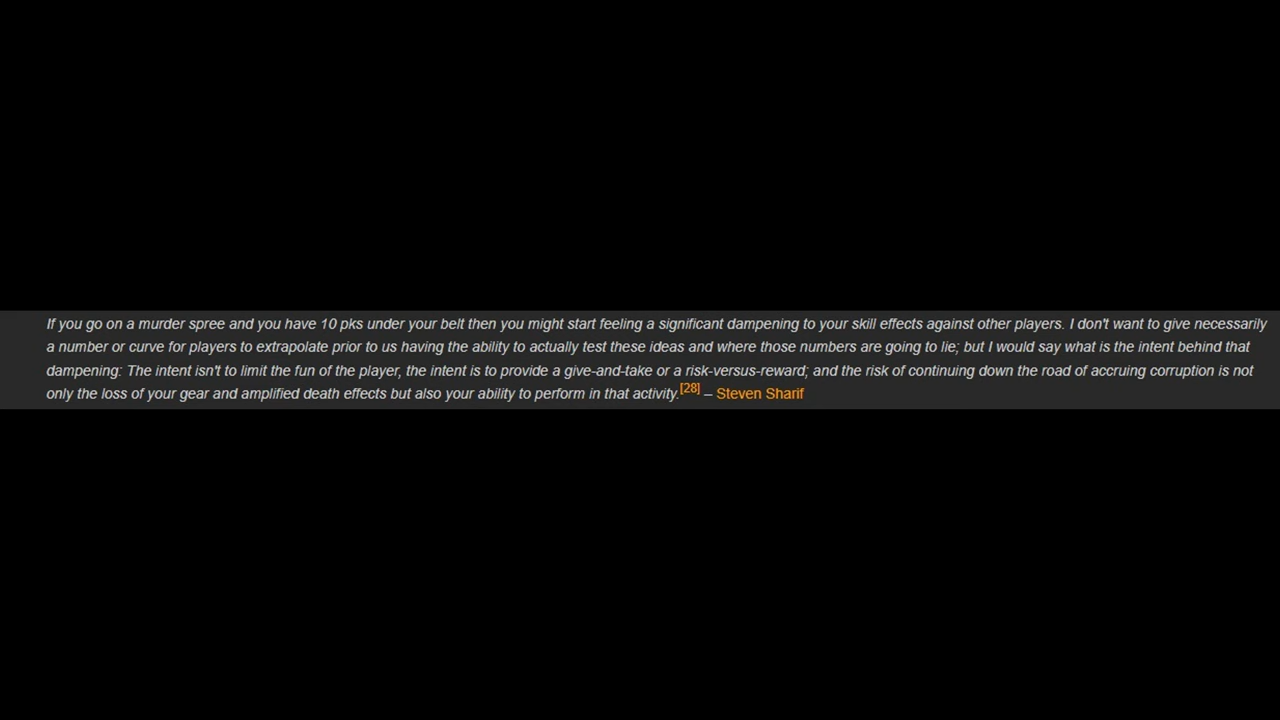 If you go on a murder spree and you have 10 pks under your belt then you might start feeling a significant dampening to your skill effects against other players. I don't want to give necessarily
a number or curve for players to extrapolate prior to us having the ability to actually test these ideas and where those numbers are going to lie; but I would say what is the intent behind that
dampening: The intent isn't to limit the fun of the player, the intent is to provide a give-and-take or a risk-versus-reward; and the risk of continuing down the road of accruing corruption is not
only the loss of your gear and amplified death effects but also your ability to perform in that activity.[28] – Steven Sharif